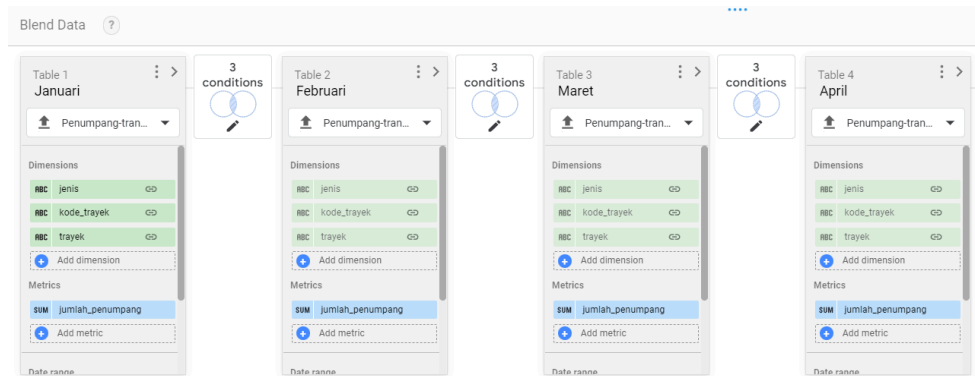 Blend Data ?
Table 1
Januari
Penumpang-tran...
Dimensions
ABC jenis
ABC kode_trayek
ABC trayek
Add dimension
Metrics
SUM jumlah_penumpang
Add metric
Date range
3
conditions
Table 2
Februari
Penumpang-tran...
Dimensions
ABC jenis
ABC kode_trayek
ABC trayek
Add dimension
Metrics
SUM jumlah_penumpang
Add metric
Date range
3
conditions
Table 3
Maret
Penumpang-tran...
Dimensions
ABC jenis
ABC kode_trayek
ABC trayek
Add dimension
Metrics
SUM jumlah_penumpang
Add metric
Date range
3
conditions
Table 4
April
Penumpang-tran...
Dimensions
ABC jenis
ABC kode_trayek
ABC trayek
Add dimension
Metrics
SUM jumlah_penumpang
Add metric
Date range